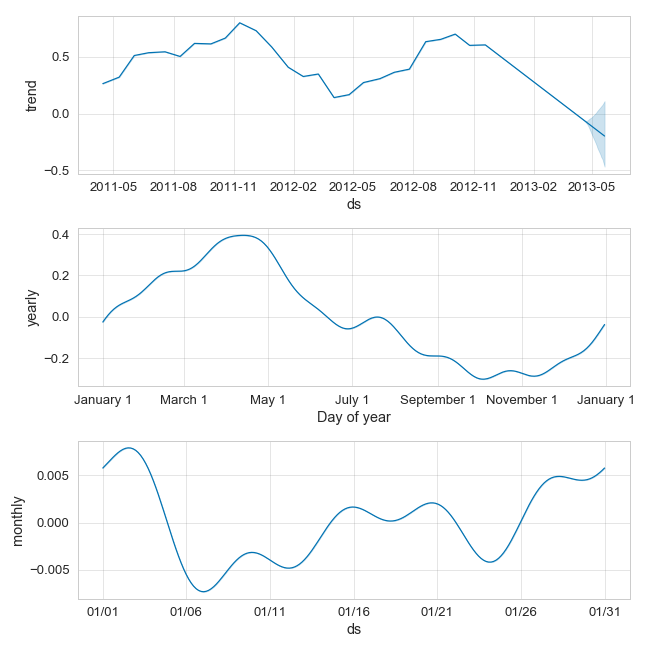 trend
0.5
0.0
−0.5
2011-05 2011-08 2011-11 2012-02 2012-05 2012-08 2012-11 2013-02 2013-05
ds
yearly
0.4
0.2
0.0
−0.2
January 1 March 1 May 1 July 1 September 1 November 1 January 1
Day of year
monthly
0.005
0.000
−0.005
01/01 01/06 01/11 01/16 01/21 01/26 01/31
ds